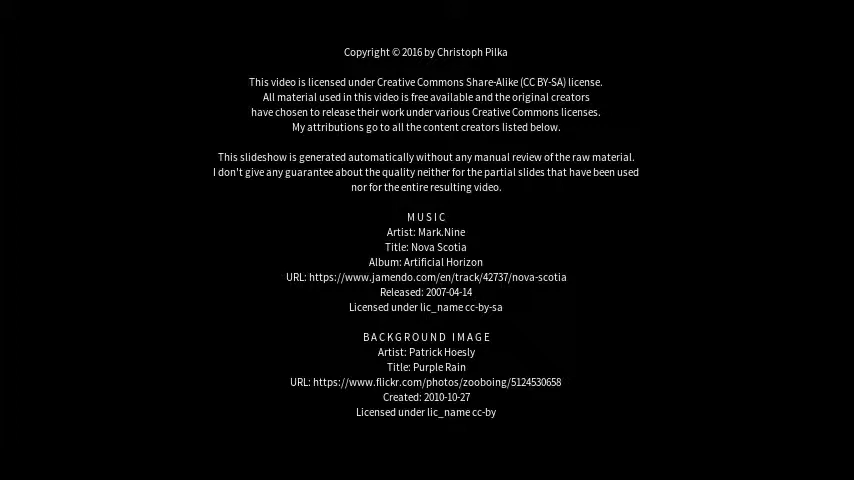 Copyright © 2016 by Christoph Pilka
This video is licensed under Creative Commons Share-Alike (CC BY-SA) license.
All material used in this video is free available and the original creators
have chosen to release their work under various Creative Commons licenses.
My attributions go to all the content creators listed below.
This slideshow is generated automatically without any manual review of the raw material.
I don't give any guarantee about the quality neither for the partial slides that have been used
nor for the entire resulting video.
MUSIC
Artist: Mark.Nine
Title: Nova Scotia
Album: Artificial Horizon
URL: https://www.jamendo.com/en/track/42737/nova-scotia
Released: 2007-04-14
Licensed under lic_name cc-by-sa
BACKGROUND IMAGE
Artist: Patrick Hoesly
Title: Purple Rain
URL: https://www.flickr.com/photos/zooboing/5124530658
Created: 2010-10-27
Licensed under lic_name cc-by